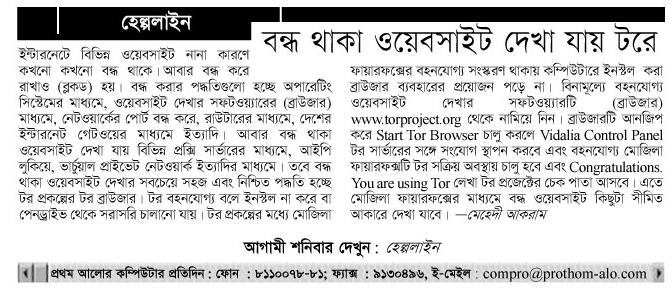 হেল্পলাইন
বন্ধ থাকা ওয়েবসাইট দেখা যায় টরে
ইন্টারনেটে বিভিন্ন ওয়েবসাইট নানা কারণে
কখনো কখনো বন্ধ থাকে। আবার বন্ধ করে
রাখাও (ব্লকড) হয়। বন্ধ করার পদ্ধতিগুলো হচ্ছে অপারেটিং
সিস্টেমের মাধ্যমে, ওয়েবসাইট দেখার সফটওয়্যারের (ব্রাউজার)
মাধ্যমে, নেটওয়ার্কের পোর্ট বন্ধ করে, রাউটারের মাধ্যমে, দেশের
ইন্টারনেট গেটওয়ের মাধ্যমে ইত্যাদি। আবার বন্ধ থাকা
ওয়েবসাইট দেখা যায় বিভিন্ন প্রক্সি সার্ভারের মাধ্যমে, আইপি
লুকিয়ে, ভার্চুয়াল প্রাইভেট নেটওয়ার্ক ইত্যাদির মাধ্যমে। তবে বন্ধ
থাকা ওয়েবসাইট দেখার সবচেয়ে সহজ এবং নিশ্চিত পদ্ধতি হচ্ছে
টর প্রকল্পের টর ব্রাউজার। টর বহনযোগ্য বলে ইনস্টল না করে বা
পেনড্রাইভ থেকে সরাসরি চালানো যায়। টর প্রকল্পের মধ্যে মোজিলা
ফায়ারফক্সের বহনযোগ্য সংস্করণ থাকায় কম্পিউটারে ইনস্টল করা
ব্রাউজার ব্যবহারের প্রয়োজন পড়ে না। বিনামূল্যে বহনযোগ্য
ওয়েবসাইট দেখার সফটওয়্যারটি (ব্রাউজার)
www.torproject.org থেকে নামিয়ে নিন। ব্রাউজারটি আনজিপ
করে Start Tor Browser চালু করলে Vidalia Control Panel
টর সার্ভারের সঙ্গে সংযোগ স্থাপন করবে এবং বহনযোগ্য মোজিলা
ফায়ারফক্সটি টর সক্রিয় অবস্থায় চালু হবে এবং Congratulations.
You are using Tor লেখা টর প্রজেক্টের চেক পাতা আসবে। এতে
মোজিলা ফায়ারফক্সের মাধ্যমে বন্ধ ওয়েবসাইট কিছুটা সীমিত
আকারে দেখা যাবে। —মেহেদী আকরাম
আগামী শনিবার দেখুন : হেল্পলাইন
প্রথম আলোর কম্পিউটার প্রতিদিন : ফোন : ৮১১০০৭৮-৮১; ফ্যাক্স : ৯১৩০৪৯৬, ই-মেইল : compro@prothom-alo.com